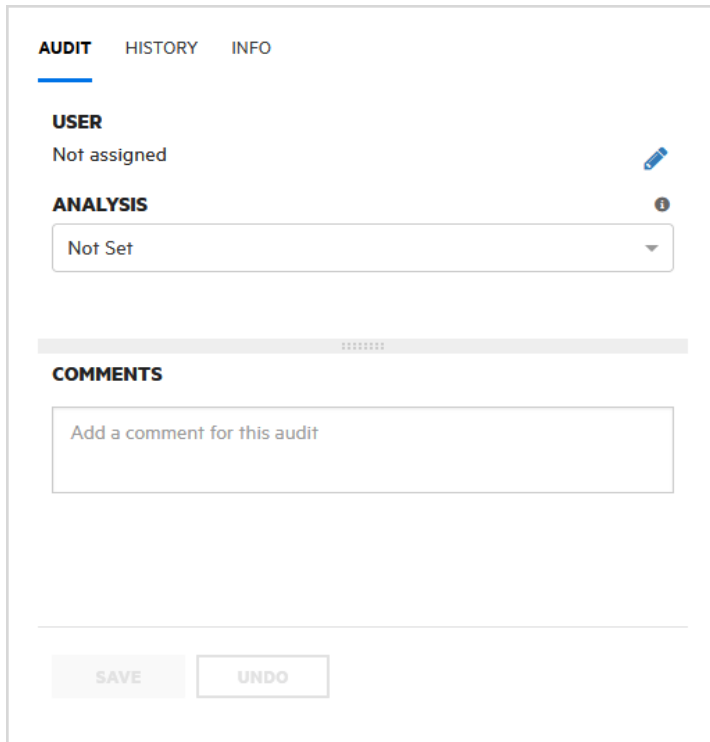 AUDIT HISTORY INFO
USER
Not assigned
ANALYSIS
Not Set
COMMENTS
Add a comment for this audit
SAVE UNDO